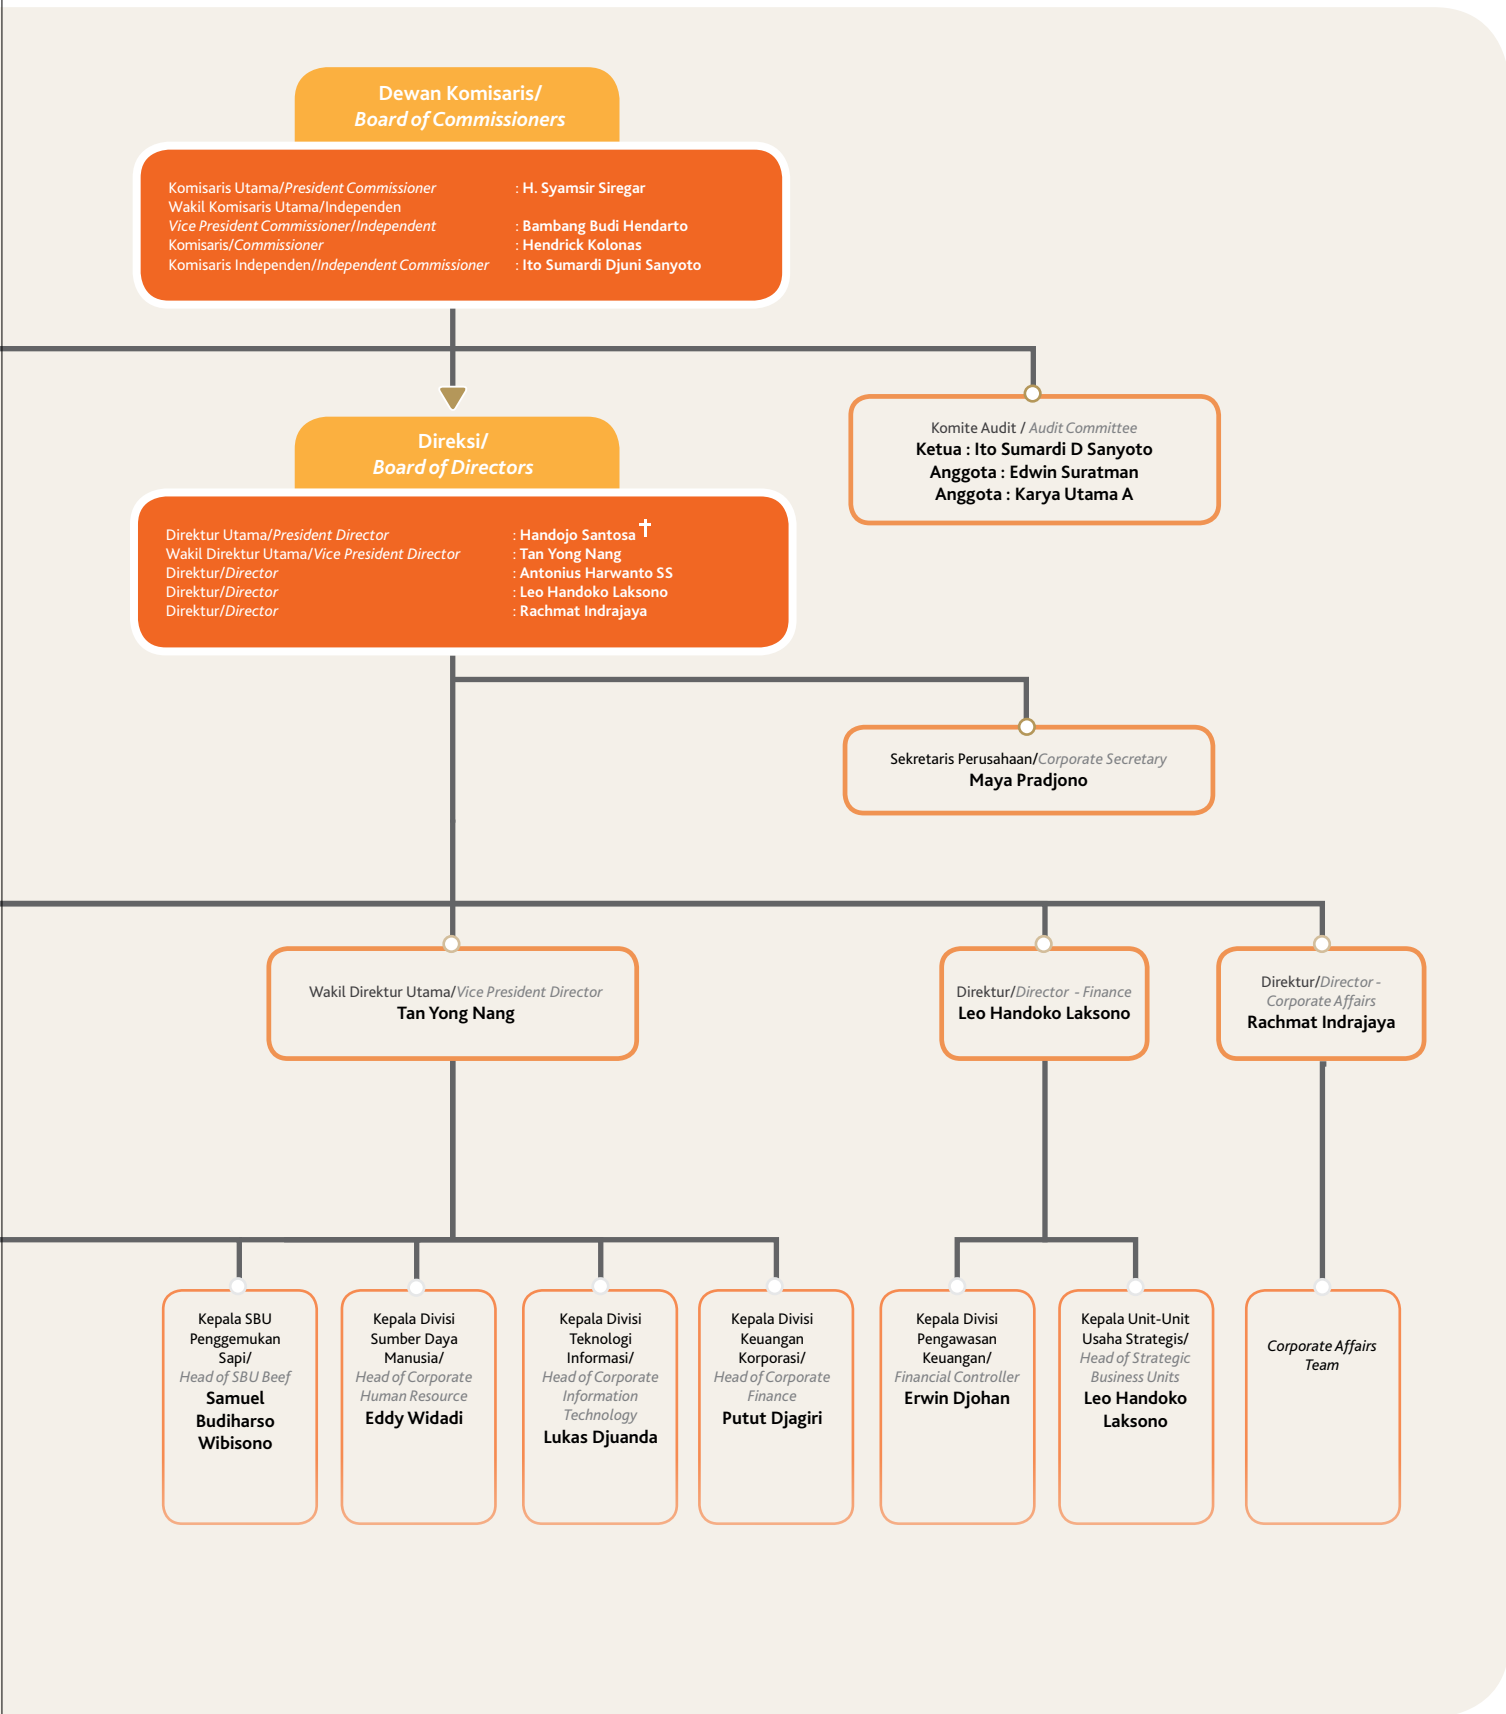 Dewan Komisaris/
Board of Commissioners
Komisaris Utama/President Commissioner : H. Syamsir Siregar
Wakil Komisaris Utama/Independen
Vice President Commissioner/Independent : Bambang Budi Hendarto
Komisaris/Commissioner : Hendrick Kolonas
Komisaris Independen/Independent Commissioner : Ito Sumardi Djuni Sanyoto
Komite Audit / Audit Committee
Ketua : Ito Sumardi D Sanyoto
Anggota : Edwin Suratman
Anggota : Karya Utama A
Direksi/
Board of Directors
Direktur Utama/President Director : Handojo Santosa ✝
Wakil Direktur Utama/Vice President Director : Tan Yong Nang
Direktur/Director : Antonius Harwanto SS
Direktur/Director : Leo Handoko Laksono
Direktur/Director : Rachmat Indrajaya
Sekretaris Perusahaan/Corporate Secretary
Maya Pradjono
Wakil Direktur Utama/Vice President Director
Tan Yong Nang
Direktur/Director - Finance
Leo Handoko Laksono
Direktur/Director -
Corporate Affairs
Rachmat Indrajaya
Kepala SBU
Penggemukan
Sapi/
Head of SBU Beef
Samuel
Budiharso
Wibisono
Kepala Divisi
Sumber Daya
Manusia/
Head of Corporate
Human Resource
Eddy Widadi
Kepala Divisi
Teknologi
Informasi/
Head of Corporate
Information
Technology
Lukas Djuanda
Kepala Divisi
Keuangan
Korporasi/
Head of Corporate
Finance
Putut Djagiri
Kepala Divisi
Pengawasan
Keuangan/
Financial Controller
Erwin Djohan
Kepala Unit-Unit
Usaha Strategis/
Head of Strategic
Business Units
Leo Handoko
Laksono
Corporate Affairs
Team